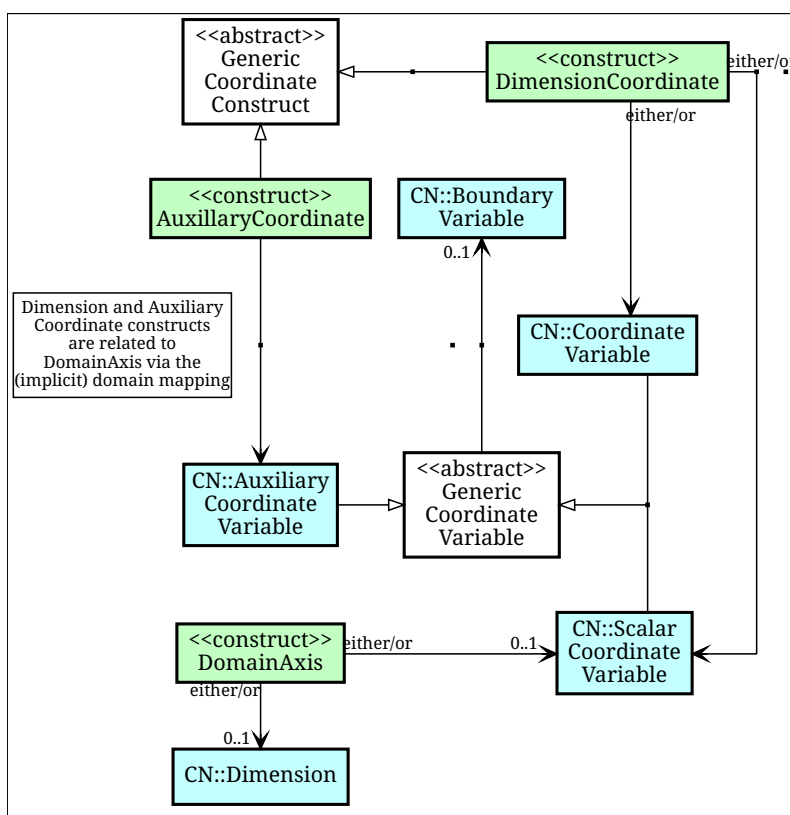 <<abstract>>
Generic
Coordinate
Construct
<<construct>>
DimensionCoordinate
either/or
either/or
<<construct>>
AuxillaryCoordinate
CN::Boundary
Variable
0..1
Dimension and Auxiliary
Coordinate constructs
are related to
DomainAxis via the
(implicit) domain mapping
CN::Coordinate
Variable
CN::Auxiliary
Coordinate
Variable
<<abstract>>
Generic
Coordinate
Variable
<<construct>>
DomainAxis
either/or
0..1
CN::Scalar
Coordinate
Variable
either/or
0..1
CN::Dimension